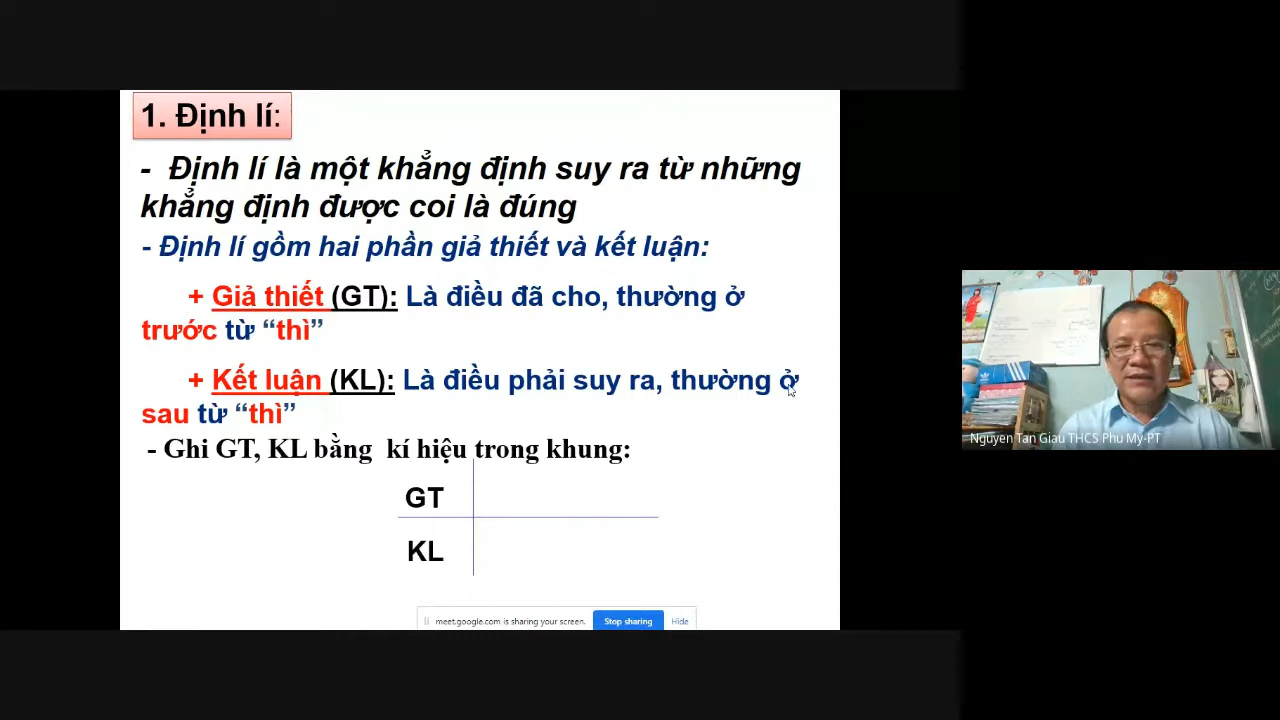 1. Định lí:
- Định lí là một khẳng định suy ra từ những
khẳng định được coi là đúng
- Định lí gồm hai phần giả thiết và kết luận:
+ Giả thiết (GT): Là điều đã cho, thường ở
trước từ “thì”
+ Kết luận (KL): Là điều phải suy ra, thường ở
sau từ “thì”
- Ghi GT, KL bằng kí hiệu trong khung:
GT
KL
meet.google.com is sharing your screen. Stop sharing Hide
Nguyen Tan Giau THCS Phu My-PT